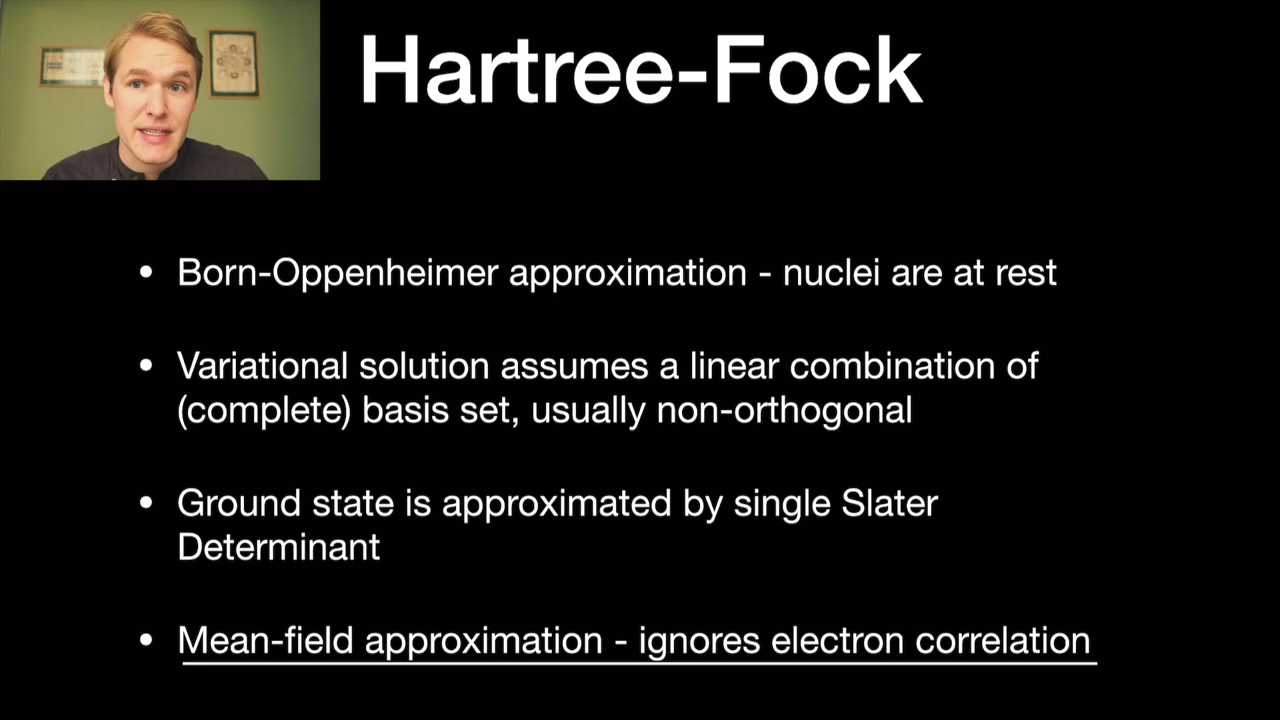 Hartree-Fock
• Born-Oppenheimer approximation - nuclei are at rest
• Variational solution assumes a linear combination of
(complete) basis set, usually non-orthogonal
• Ground state is approximated by single Slater
Determinant
• Mean-field approximation - ignores electron correlation